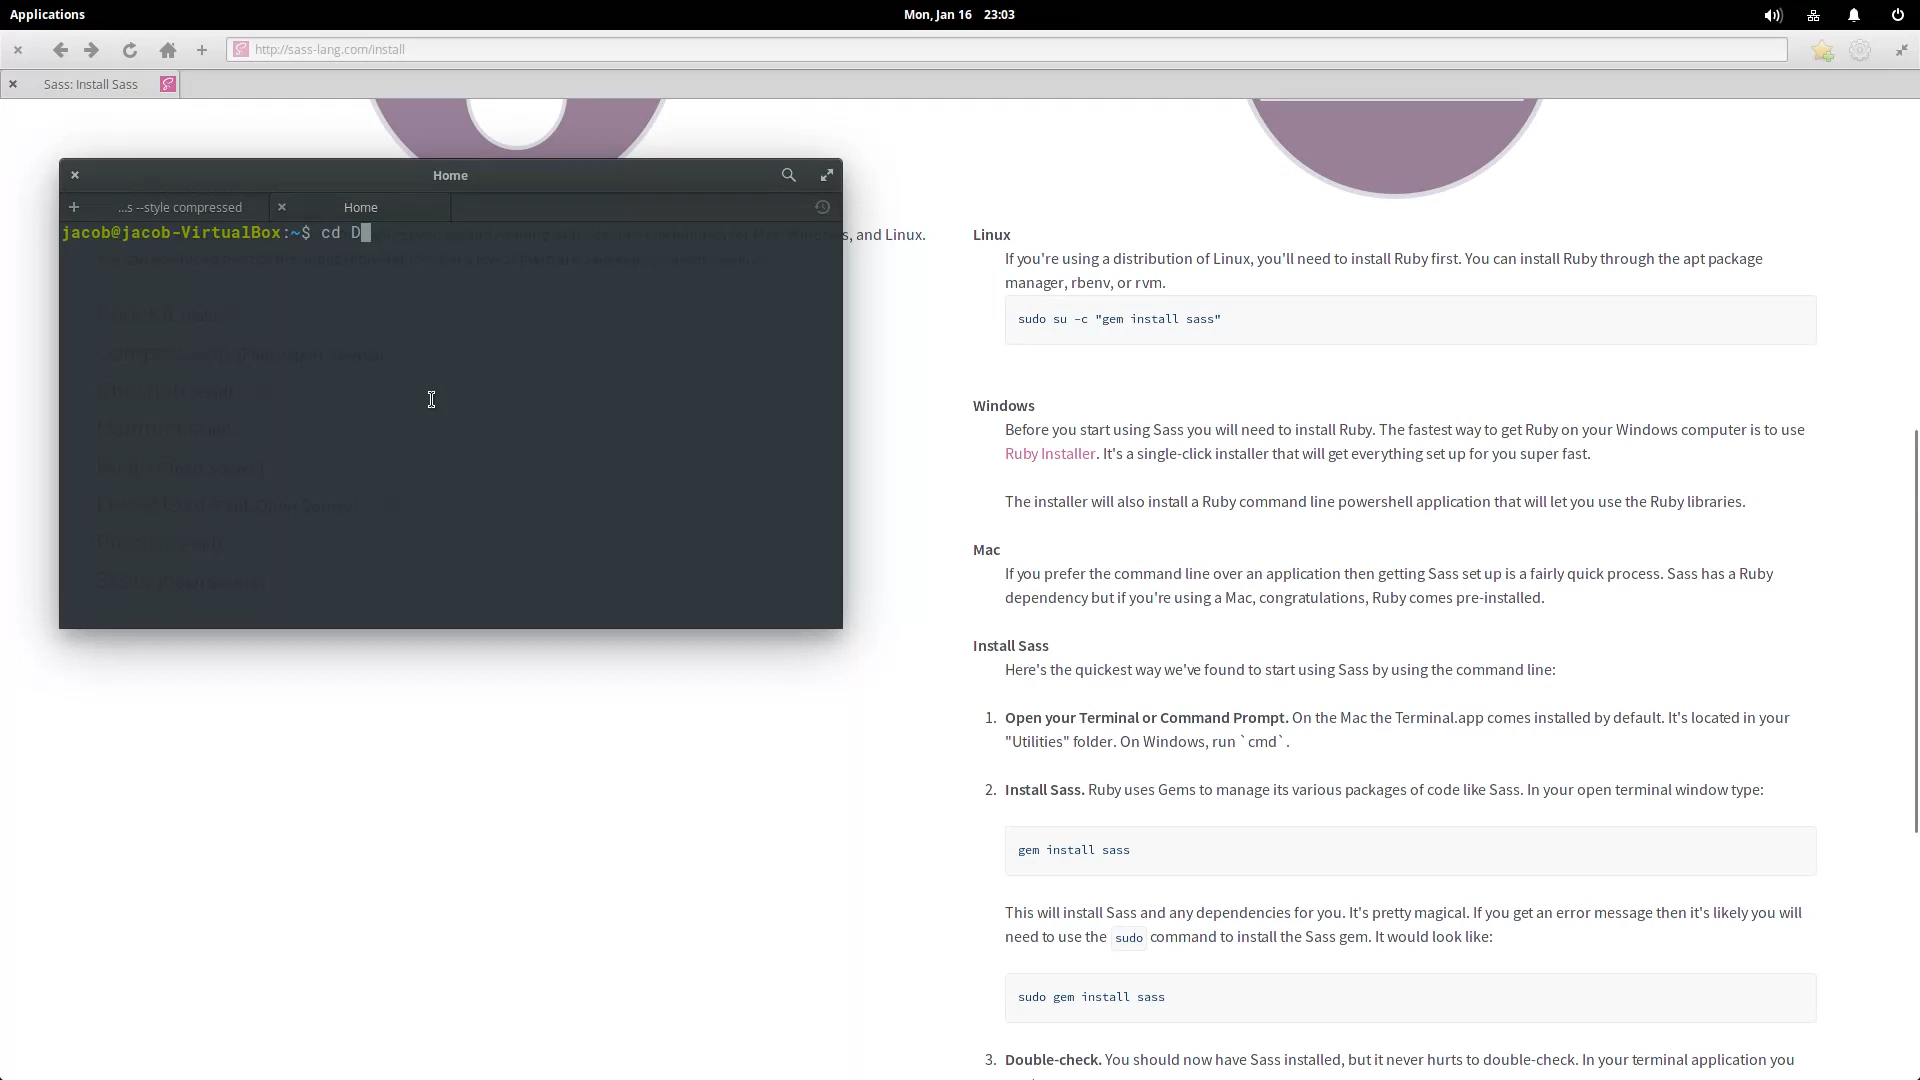 Applications
Mon, Jan 16 23:03
http://sass-lang.com/install
Sass: Install Sass
Home
...s --style compressed
Home
jacob@jacob-VirtualBox:~$ cd D
s, and Linux.
Linux
If you're using a distribution of Linux, you'll need to install Ruby first. You can install Ruby through the apt package
manager, rbenv, or rvm.
sudo su -c "gem install sass"
Windows
Before you start using Sass you will need to install Ruby. The fastest way to get Ruby on your Windows computer is to use
Ruby Installer. It's a single-click installer that will get everything set up for you super fast.
The installer will also install a Ruby command line powershell application that will let you use the Ruby libraries.
Mac
If you prefer the command line over an application then getting Sass set up is a fairly quick process. Sass has a Ruby
dependency but if you're using a Mac, congratulations, Ruby comes pre-installed.
Install Sass
Here's the quickest way we've found to start using Sass by using the command line:
1. Open your Terminal or Command Prompt. On the Mac the Terminal.app comes installed by default. It's located in your
"Utilities" folder. On Windows, run `cmd`.
2. Install Sass. Ruby uses Gems to manage its various packages of code like Sass. In your open terminal window type:
gem install sass
This will install Sass and any dependencies for you. It's pretty magical. If you get an error message then it's likely you will
need to use the sudo command to install the Sass gem. It would look like:
sudo gem install sass
3. Double-check. You should now have Sass installed, but it never hurts to double-check. In your terminal application you